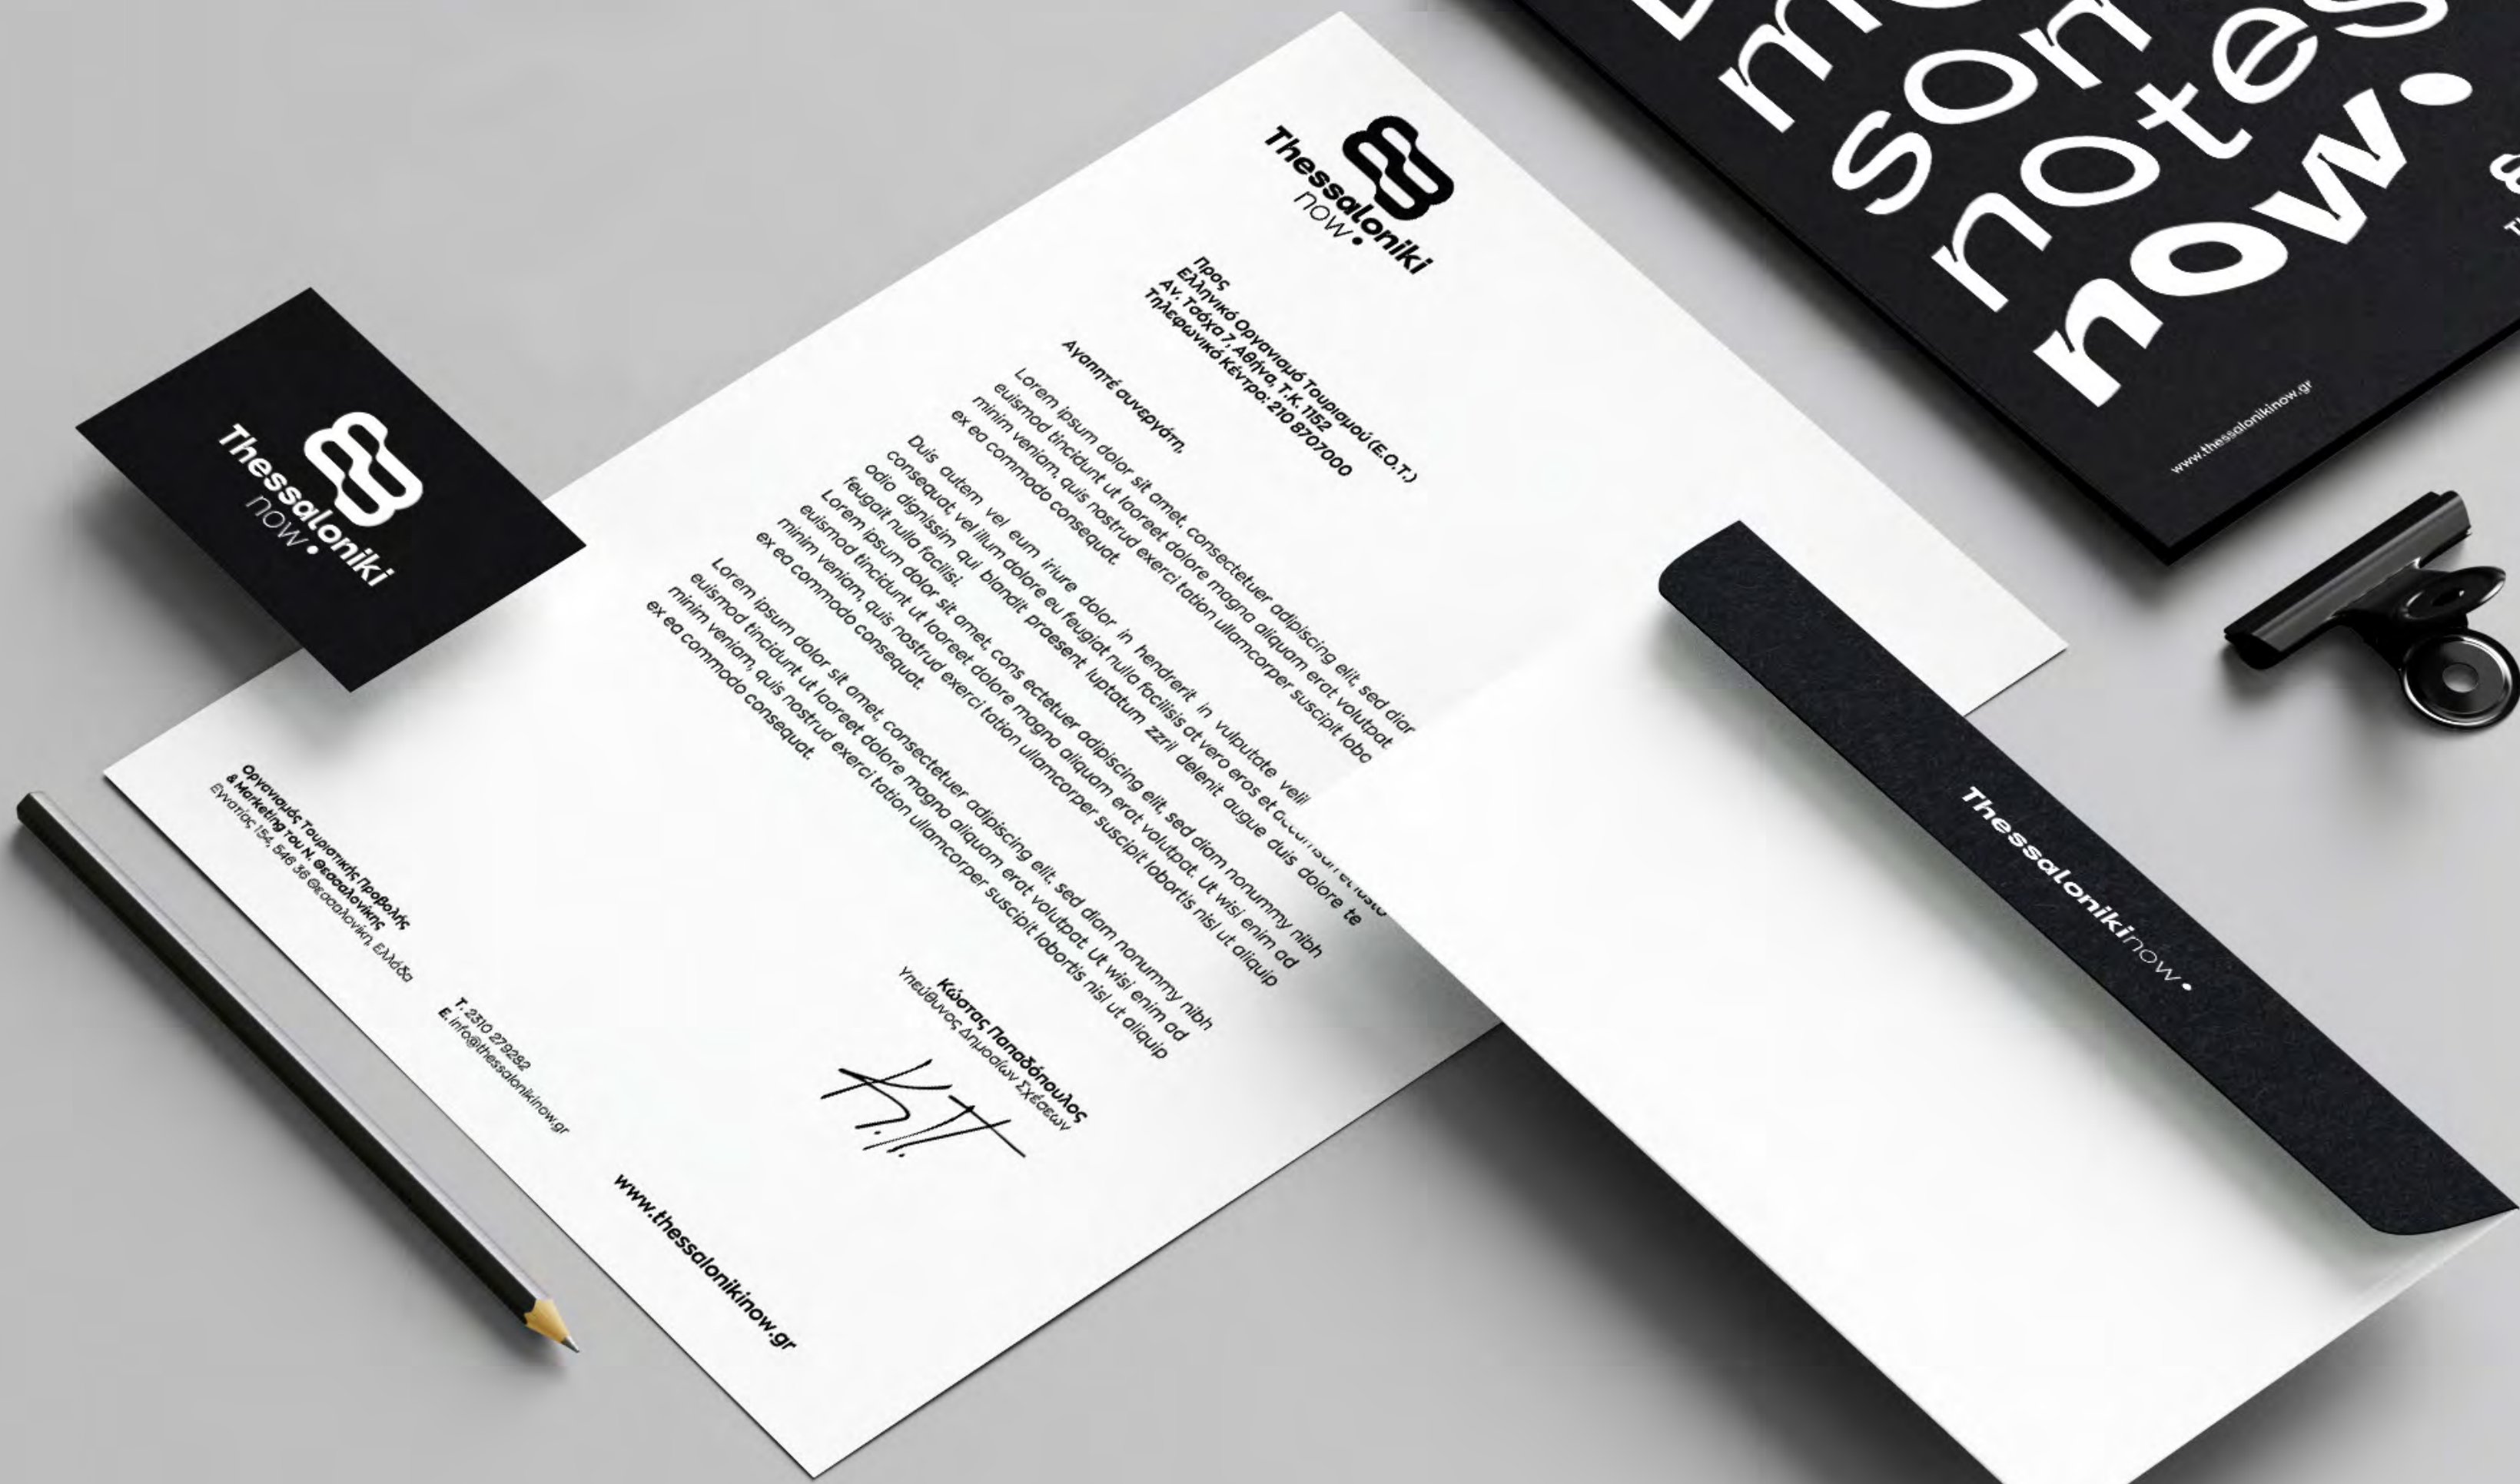 Thessaloniki
now.
Προς
Ελληνικό Οργανισμό Τουρισμού (Ε.Ο.Τ.)
Αν. Τσόχα 7, Αθήνα, Τ.Κ. 1152
Τηλεφωνικό Κέντρο: 210 8707000
Αγαπητέ συνεργάτη,
Lorem ipsum dolor sit amet, consectetuer adipiscing elit, sed diam
euismod tincidunt ut laoreet dolore magna aliquam erat volutpat
minim veniam, quis nostrud exerci tation ullamcorper suscipit lobo
ex ea commodo consequat.
Duis autem vel eum iriure dolor in hendrerit in vulputate velit
consequat, vel illum dolore eu feugiat nulla facilisis at vero eros et accumsan et iusto
odio dignissim qui blandit praesent luptatum zzril delenit augue duis dolore te
feugait nulla facilisi.
Lorem ipsum dolor sit amet, cons ectetuer adipiscing elit, sed diam nonummy nibh
euismod tincidunt ut laoreet dolore magna aliquam erat volutpat. Ut wisi enim ad
minim veniam, quis nostrud exerci tation ullamcorper suscipit lobortis nisl ut aliquip
ex ea commodo consequat.
Lorem ipsum dolor sit amet, consectetuer adipiscing elit, sed diam nonummy nibh
euismod tincidunt ut laoreet dolore magna aliquam erat volutpat. Ut wisi enim ad
minim veniam, quis nostrud exerci tation ullamcorper suscipit lobortis nisl ut aliquip
ex ea commodo consequat.
Κώστας Παπαδόπουλος
Υπεύθυνος Δημοσίων Σχέσεων
Κ.Π.
Οργανισμός Τουριστικής Προβολής
& Marketing του Ν. Θεσσαλονίκης
Εγνατίας 154, 546 36 Θεσσαλονίκη, Ελλάδα
T. 2310 279282
E. info@thessalonikinow.gr
www.thessalonikinow.gr
Thessaloniki
now.
Thessalonikinow.
notes
now.
www.thessalonikinow.gr